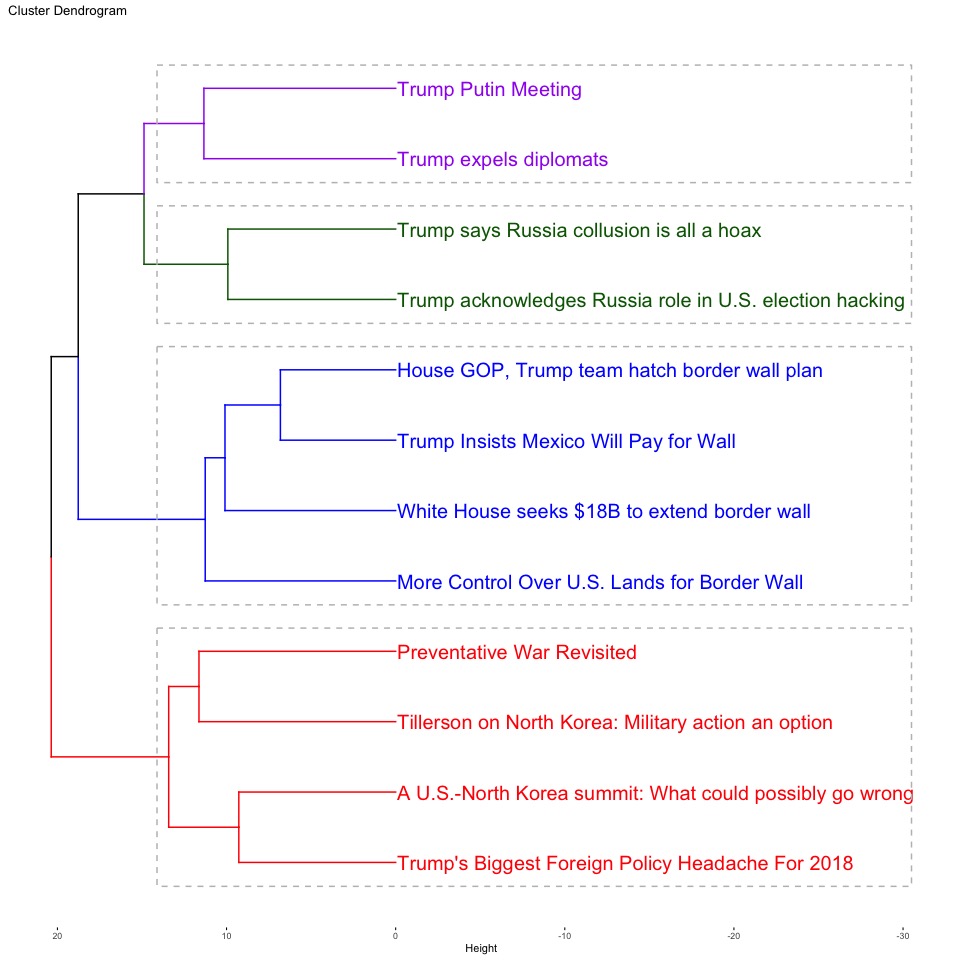 Cluster Dendrogram
Trump Putin Meeting
Trump expels diplomats
Trump says Russia collusion is all a hoax
Trump acknowledges Russia role in U.S. election hacking
House GOP, Trump team hatch border wall plan
Trump Insists Mexico Will Pay for Wall
White House seeks $18B to extend border wall
More Control Over U.S. Lands for Border Wall
Preventative War Revisited
Tillerson on North Korea: Military action an option
A U.S.-North Korea summit: What could possibly go wrong
Trump's Biggest Foreign Policy Headache For 2018
20 10 0 -10 -20 -30
Height